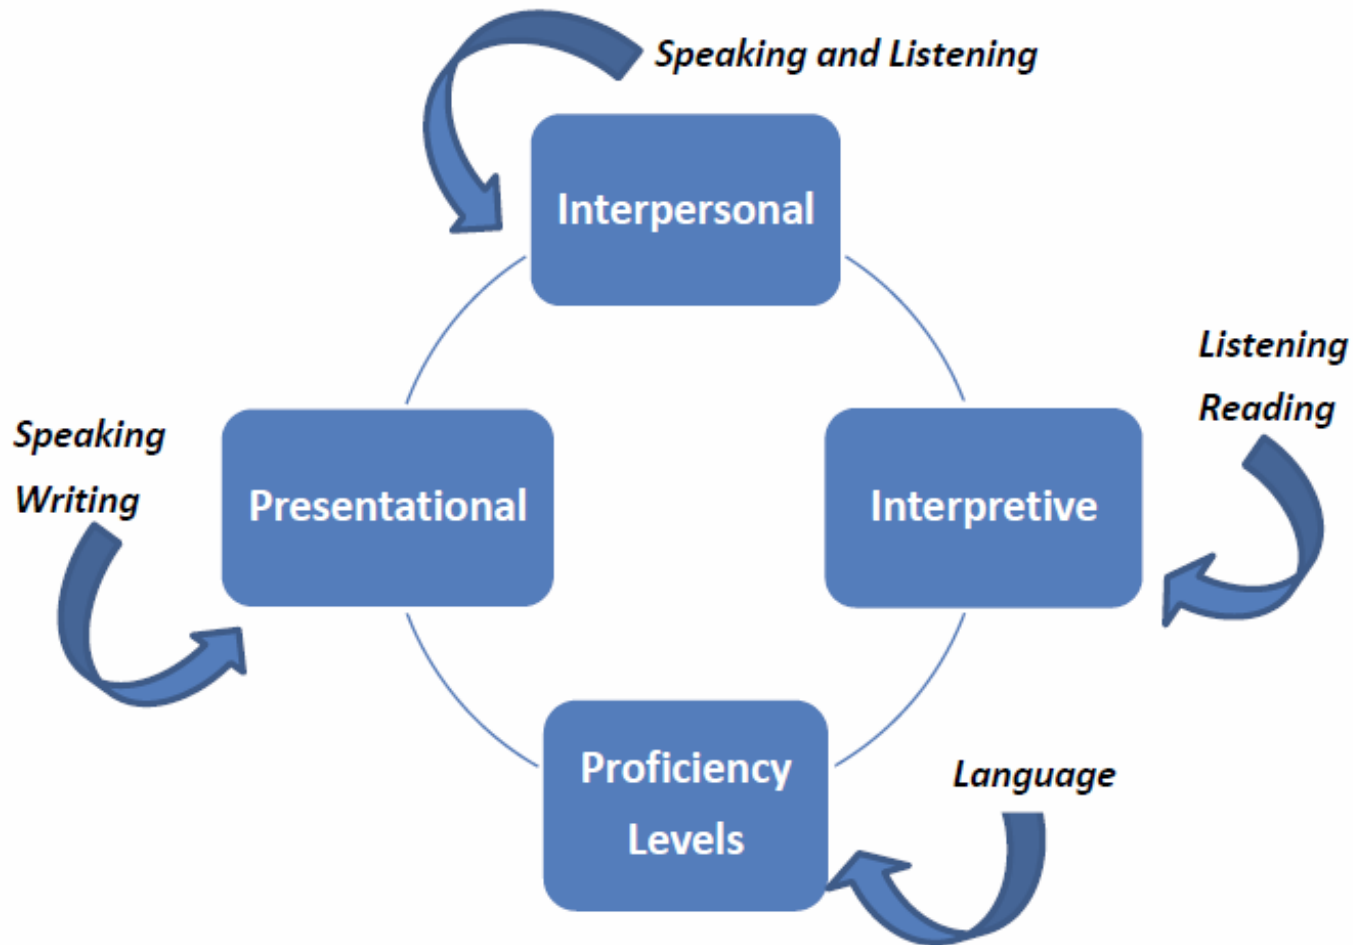 Speaking and Listening
Interpersonal
Listening
Reading
Speaking
Writing
Presentational
Interpretive
Proficiency
Levels
Language